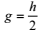 g = h/2